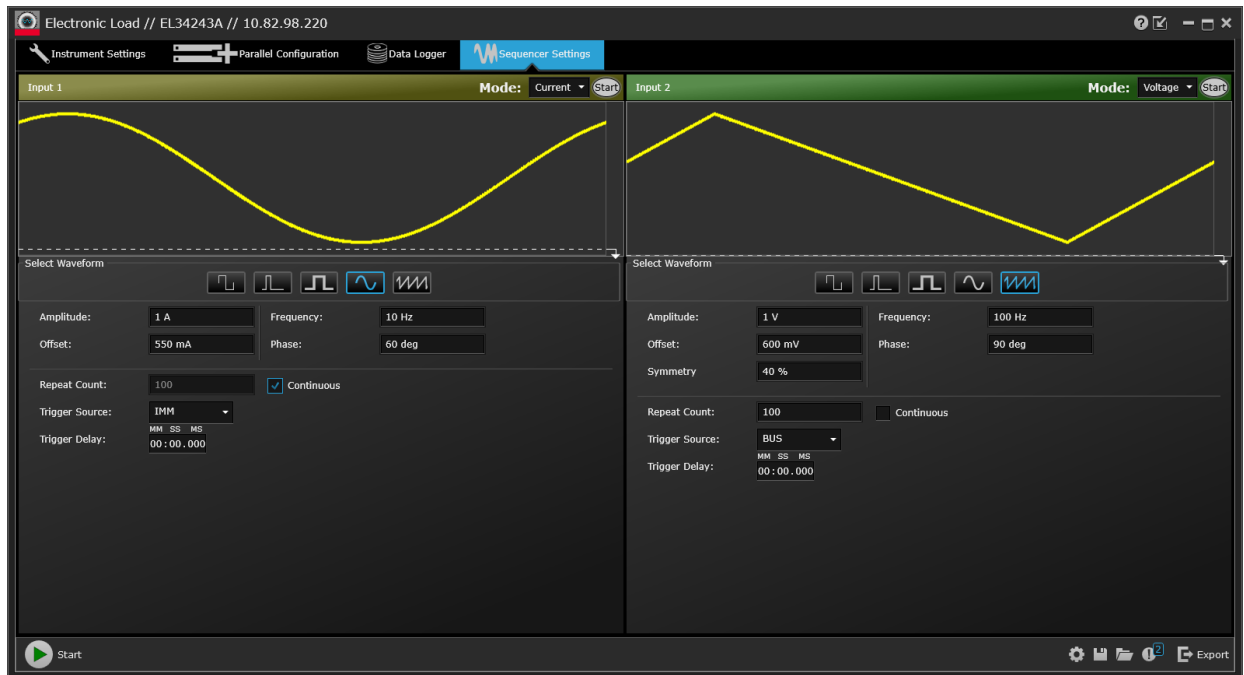 Electronic Load // EL34243A // 10.82.98.220
Instrument Settings Parallel Configuration Data Logger Sequencer Settings
Input 1 Mode: Current Start
Select Waveform
Amplitude: 1 A Frequency: 10 Hz
Offset: 550 mA Phase: 60 deg
Repeat Count: 100 Continuous
Trigger Source: IMM
MM SS MS
Trigger Delay: 00:00.000
Input 2 Mode: Voltage Start
Select Waveform
Amplitude: 1 V Frequency: 100 Hz
Offset: 600 mV Phase: 90 deg
Symmetry 40 %
Repeat Count: 100 Continuous
Trigger Source: BUS
MM SS MS
Trigger Delay: 00:00.000
Start 2 Export